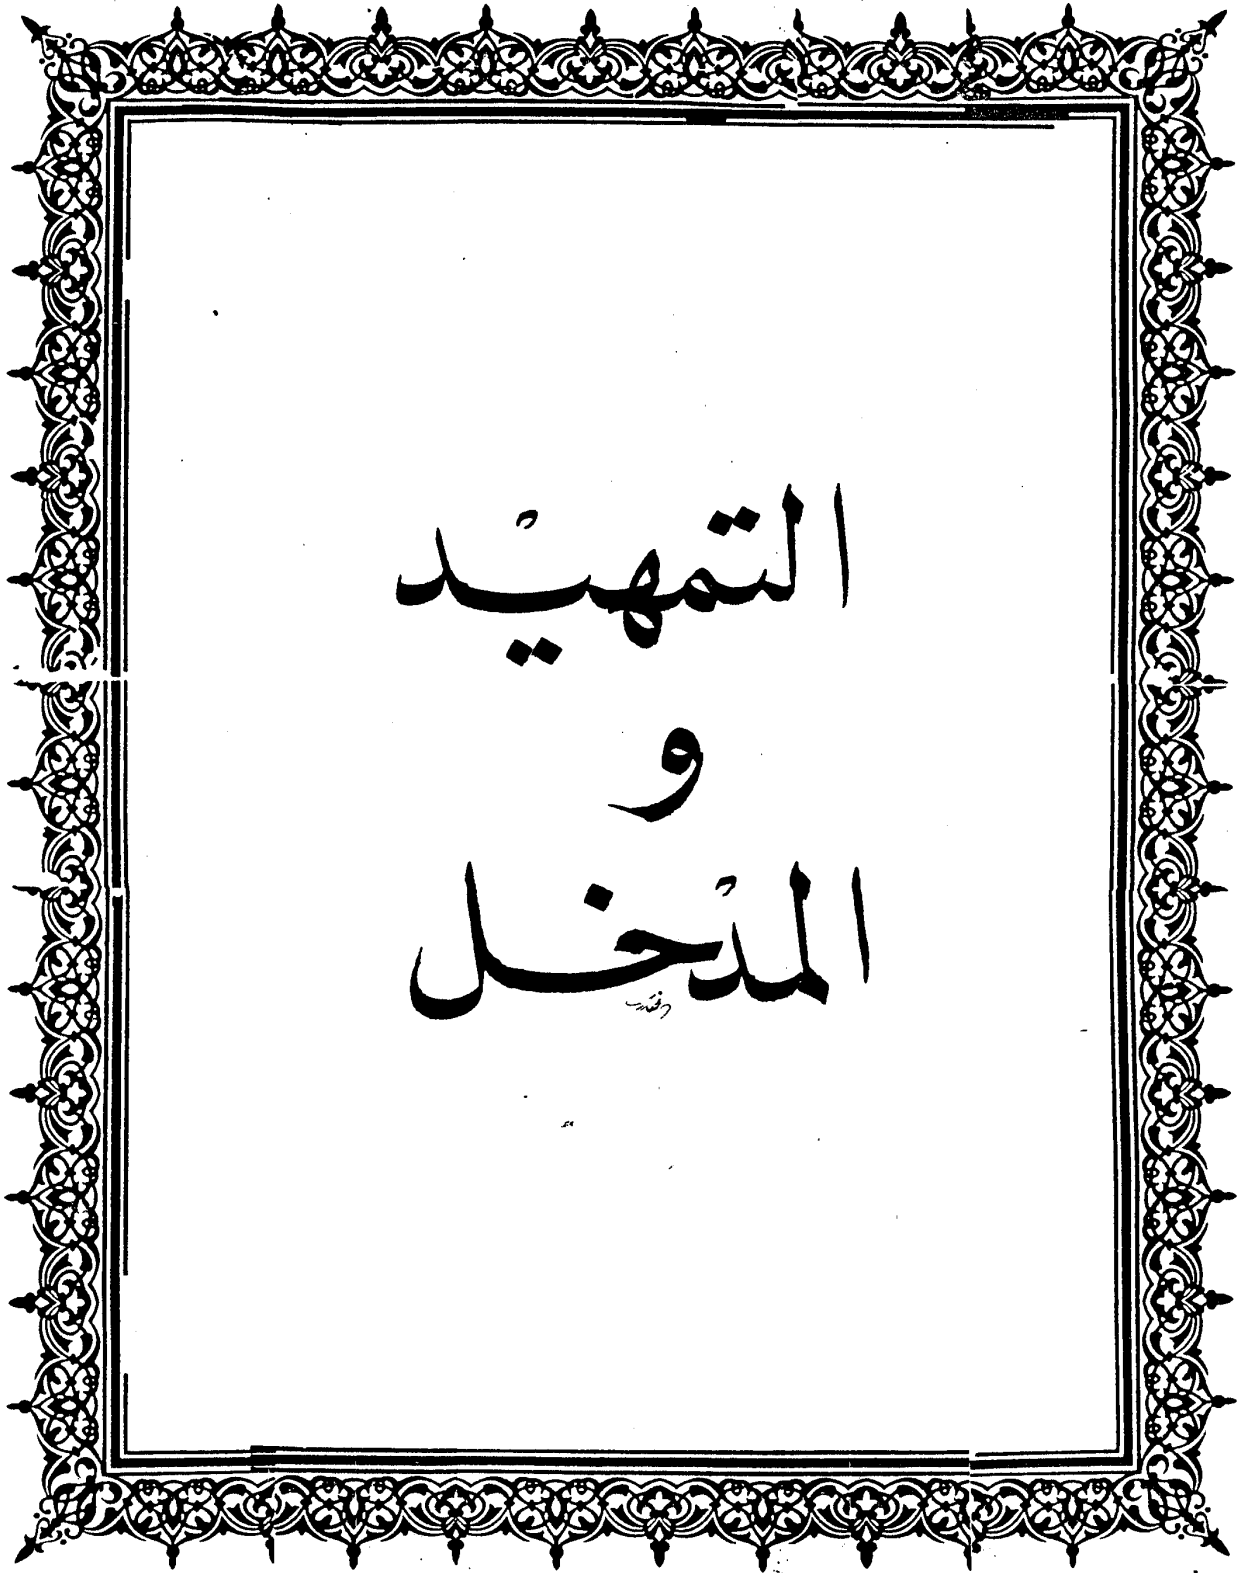 التمهيد
و
المدخل